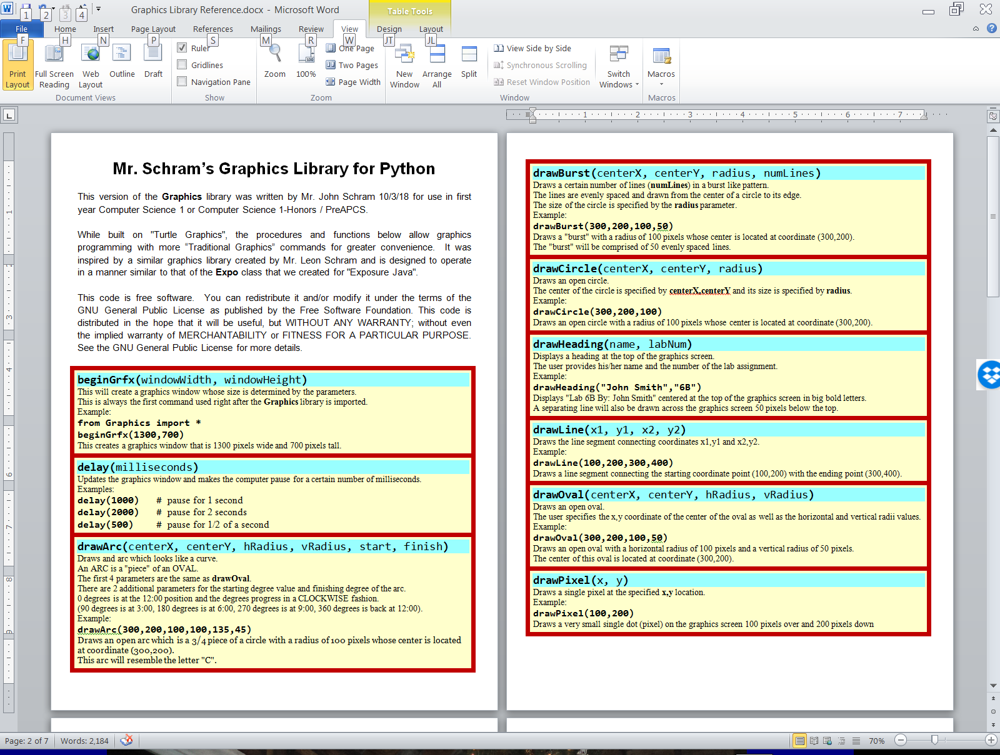 Graphics Library Reference.docx - Microsoft Word
Table Tools
1 2 3 4
File Home Insert Page Layout References Mailings Review View Design Layout
F H N P S M R W JT JL
Print Layout
Full Screen Reading
Web Layout
Outline
Draft
Document Views
Ruler
Gridlines
Navigation Pane
Show
Zoom
100%
One Page
Two Pages
Page Width
Zoom
New Window
Arrange All
Split
View Side by Side
Synchronous Scrolling
Reset Window Position
Window
Switch Windows
Macros
Macros
1 2 3 4 5 6 7
Mr. Schram's Graphics Library for Python
This version of the Graphics library was written by Mr. John Schram 10/3/18 for use in first
year Computer Science 1 or Computer Science 1-Honors / PreAPCS.
While built on "Turtle Graphics", the procedures and functions below allow graphics
programming with more “Traditional Graphics” commands for greater convenience. It was
inspired by a similar graphics library created by Mr. Leon Schram and is designed to operate
in a manner similar to that of the Expo class that we created for "Exposure Java".
This code is free software. You can redistribute it and/or modify it under the terms of the
GNU General Public License as published by the Free Software Foundation. This code is
distributed in the hope that it will be useful, but WITHOUT ANY WARRANTY; without even
the implied warranty of MERCHANTABILITY or FITNESS FOR A PARTICULAR PURPOSE.
See the GNU General Public License for more details.
beginGrfx(windowWidth, windowHeight)
This will create a graphics window whose size is determined by the parameters.
This is always the first command used right after the Graphics library is imported.
Example:
from Graphics import *
beginGrfx(1300,700)
This creates a graphics window that is 1300 pixels wide and 700 pixels tall.
delay(milliseconds)
Updates the graphics window and makes the computer pause for a certain number of milliseconds.
Examples:
delay(1000) # pause for 1 second
delay(2000) # pause for 2 seconds
delay(500) # pause for 1/2 of a second
drawArc(centerX, centerY, hRadius, vRadius, start, finish)
Draws and arc which looks like a curve.
An ARC is a "piece" of an OVAL.
The first 4 parameters are the same as drawOval.
There are 2 additional parameters for the starting degree value and finishing degree of the arc.
0 degrees is at the 12:00 position and the degrees progress in a CLOCKWISE fashion.
(90 degrees is at 3:00, 180 degrees is at 6:00, 270 degrees is at 9:00, 360 degrees is back at 12:00).
Example:
drawArc(300,200,100,100,135,45)
Draws an open arc which is a 3/4 piece of a circle with a radius of 100 pixels whose center is located
at coordinate (300,200).
This arc will resemble the letter "C".
drawBurst(centerX, centerY, radius, numLines)
Draws a certain number of lines (numLines) in a burst like pattern.
The lines are evenly spaced and drawn from the center of a circle to its edge.
The size of the circle is specified by the radius parameter.
Example:
drawBurst(300,200,100,50)
Draws a "burst" with a radius of 100 pixels whose center is located at coordinate (300,200).
The "burst" will be comprised of 50 evenly spaced lines.
drawCircle(centerX, centerY, radius)
Draws an open circle.
The center of the circle is specified by centerX,centerY and its size is specified by radius.
Example:
drawCircle(300,200,100)
Draws an open circle with a radius of 100 pixels whose center is located at coordinate (300,200).
drawHeading(name, labNum)
Displays a heading at the top of the graphics screen.
The user provides his/her name and the number of the lab assignment.
Example:
drawHeading("John Smith","6B")
Displays "Lab 6B By: John Smith" centered at the top of the graphics screen in big bold letters.
A separating line will also be drawn across the graphics screen 50 pixels below the top.
drawLine(x1, y1, x2, y2)
Draws the line segment connecting coordinates x1,y1 and x2,y2.
Example:
drawLine(100,200,300,400)
Draws a line segment connecting the starting coordinate point (100,200) with the ending point (300,400).
drawOval(centerX, centerY, hRadius, vRadius)
Draws an open oval.
The user specifies the x,y coordinate of the center of the oval as well as the horizontal and vertical radii values.
Example:
drawOval(300,200,100,50)
Draws an open oval with a horizontal radius of 100 pixels and a vertical radius of 50 pixels.
The center of this oval is located at coordinate (300,200).
drawPixel(x, y)
Draws a single pixel at the specified x,y location.
Example:
drawPixel(100,200)
Draws a very small single dot (pixel) on the graphics screen 100 pixels over and 200 pixels down
Page: 2 of 7 Words: 2,184 70%